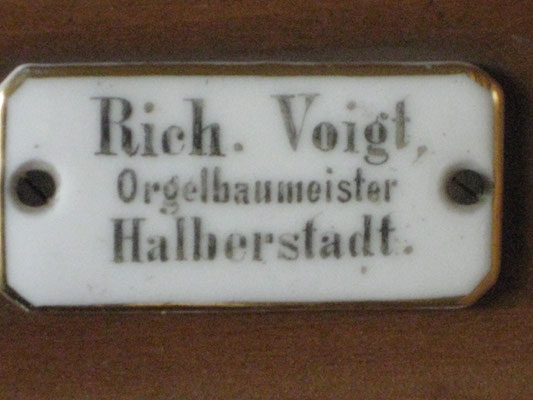 Rich. Voigt,
Orgelbaumeister
Halberstadt.